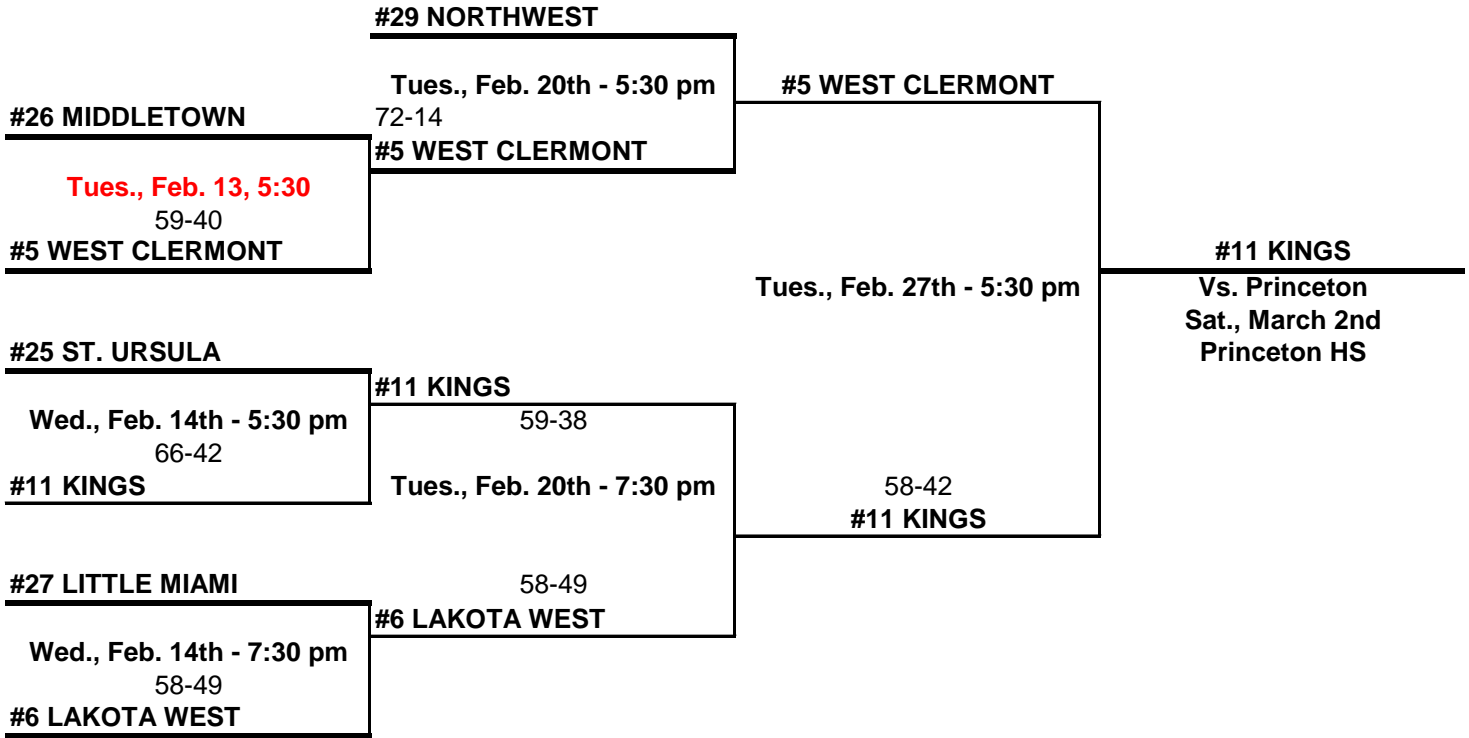 #29 NORTHWEST
Tues., Feb. 20th - 5:30 pm
#5 WEST CLERMONT
#26 MIDDLETOWN
72-14
#5 WEST CLERMONT
Tues., Feb. 13, 5:30
59-40
#5 WEST CLERMONT
#11 KINGS
Tues., Feb. 27th - 5:30 pm
Vs. Princeton
Sat., March 2nd
Princeton HS
#25 ST. URSULA
#11 KINGS
Wed., Feb. 14th - 5:30 pm
59-38
66-42
#11 KINGS
Tues., Feb. 20th - 7:30 pm
58-42
#11 KINGS
#27 LITTLE MIAMI
58-49
#6 LAKOTA WEST
Wed., Feb. 14th - 7:30 pm
58-49
#6 LAKOTA WEST